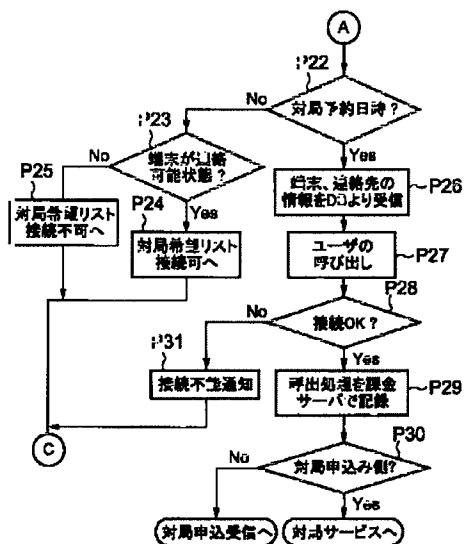 A
P22
対局予約日時?
No
Yes
P23
端末が連絡
可能状態?
No
Yes
P25
対局希望リスト
接続不可へ
P24
対局希望リスト
接続可へ
端末、連絡先の
情報をDBより受信
P26
ユーザの
呼び出し
P27
P28
接続OK?
No
Yes
P31
接続不能通知
呼出処理を課金
サーバで記録
P29
C
P30
対局申込み側?
No
Yes
対局申込受信へ
対局サービスへ